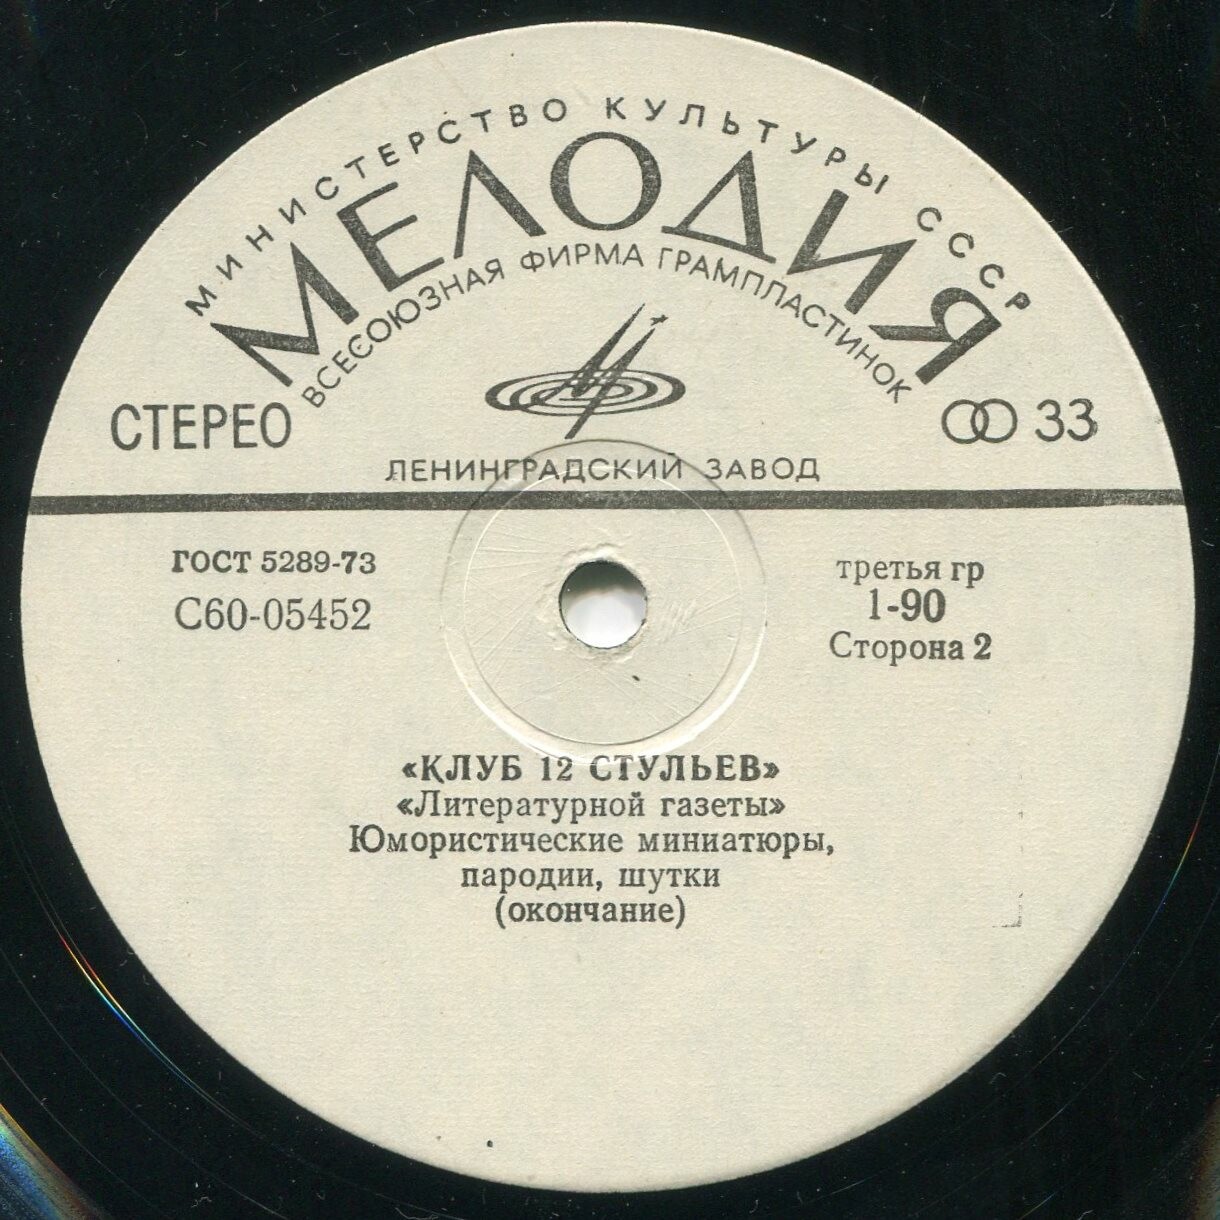 МИНИСТЕРСТВО КУЛЬТУРЫ СССР
МЕЛОДИЯ
ВСЕСОЮЗНАЯ ФИРМА ГРАМПЛАСТИНОК
СТЕРЕО
33
ЛЕНИНГРАДСКИЙ ЗАВОД
ГОСТ 5289-73
С60-05452
третья гр
1-90
Сторона 2
«КЛУБ 12 СТУЛЬЕВ»
«Литературной газеты»
Юмористические миниатюры,
пародии, шутки
(окончание)